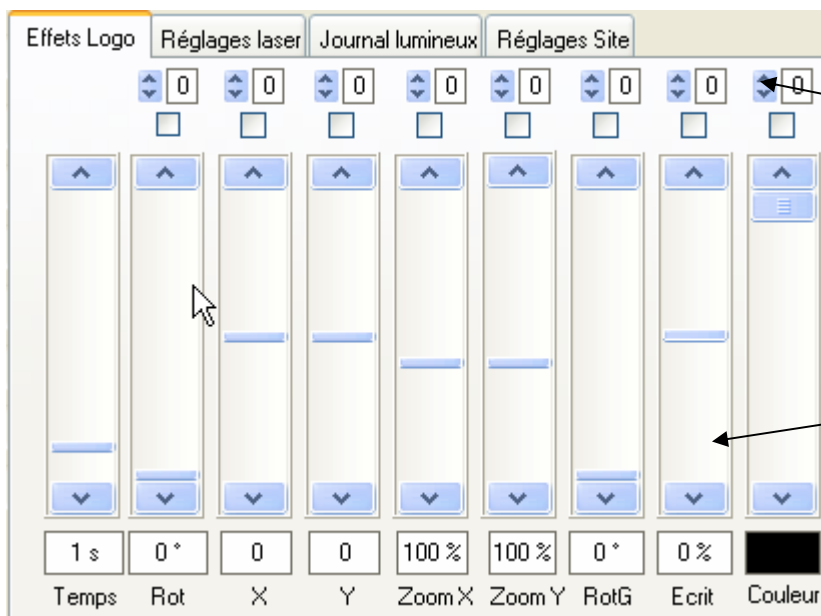 Effets Logo Réglages laser Journal lumineux Réglages Site
0 0 0 0 0 0 0 0
1 s 0 ° 0 0 100 % 100 % 0 ° 0 %
Temps Rot X Y Zoom X Zoom Y RotG Ecrit Couleur